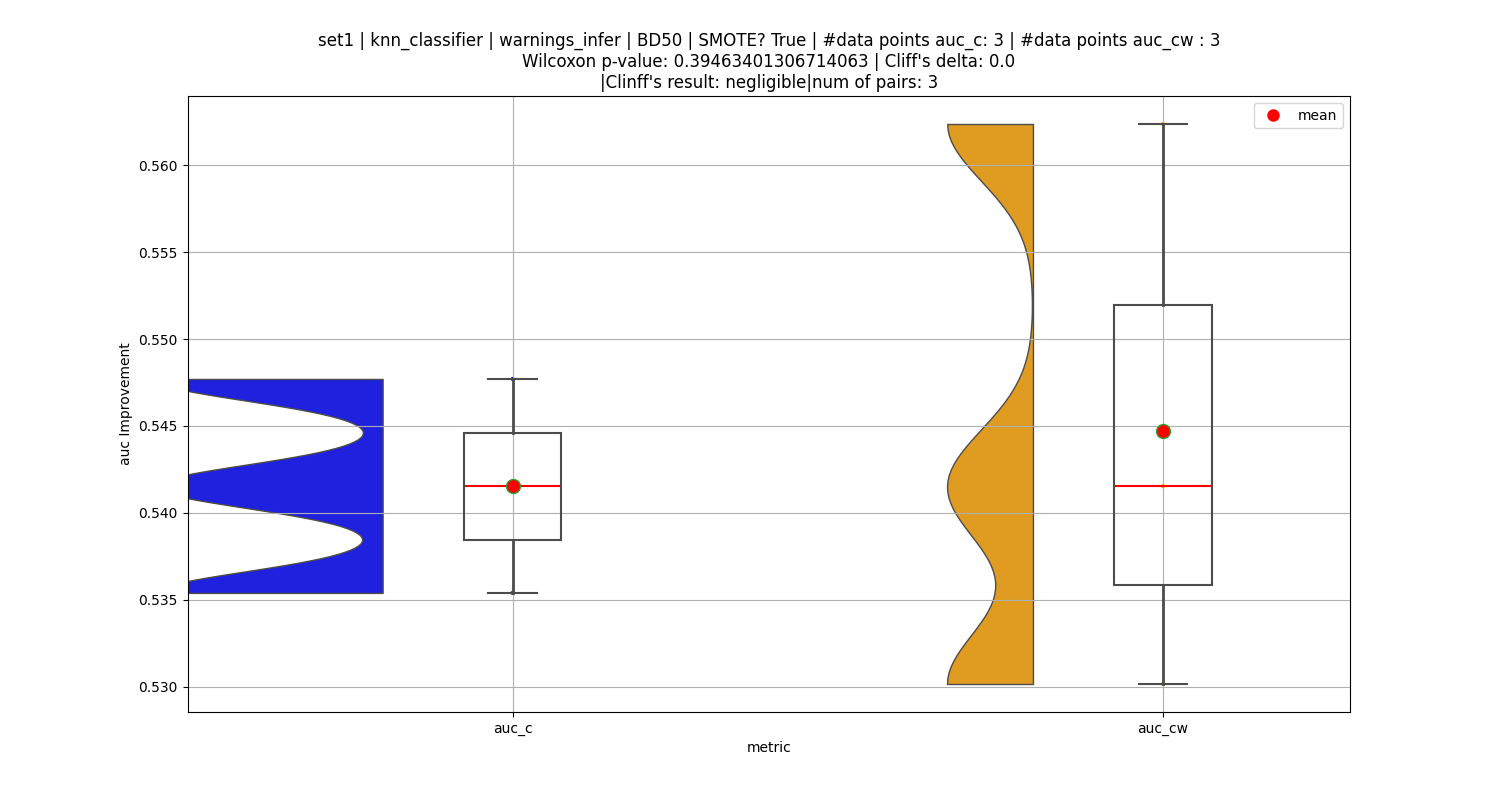 set1 | knn_classifier | warnings_infer | BD50 | SMOTE? True | #data points auc_c: 3 | #data points auc_cw : 3
Wilcoxon p-value: 0.39463401306714063 | Cliff's delta: 0.0
|Clinff's result: negligible|num of pairs: 3
mean
0.560
0.555
0.550
0.545
0.540
0.535
0.530
auc Improvement
auc_c
auc_cw
metric